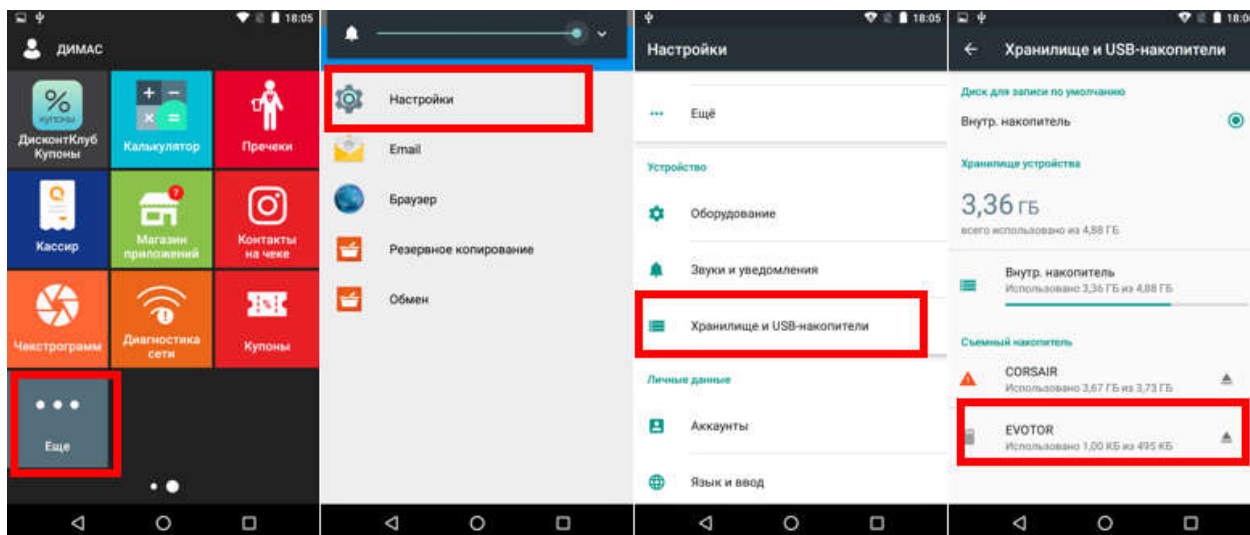 18:05
ДИМАС
%
купоны
ДисконтКлуб
Купоны
Калькулятор
Пречеки
Кассир
7
Магазин
приложений
Контакты
на чеке
Чекстрограмм
Диагностика
сети
Купоны
Еще
Настройки
Email
Браузер
Резервное копирование
Обмен
18:05
Настройки
Ещё
Устройство
Оборудование
Звуки и уведомления
Хранилище и USB-накопители
Личные данные
Аккаунты
Язык и ввод
18:0
Хранилище и USB-накопители
Диск для записи по умолчанию
Внутр. накопитель
Хранилище устройства
3,36 ГБ
всего использовано из 4,88 ГБ
Внутр. накопитель
Использовано 3,36 ГБ из 4,88 ГБ
Съемный накопитель
CORSAIR
Использовано 3,67 ГБ из 3,73 ГБ
EVOTOR
Использовано 1,00 КБ из 495 КБ